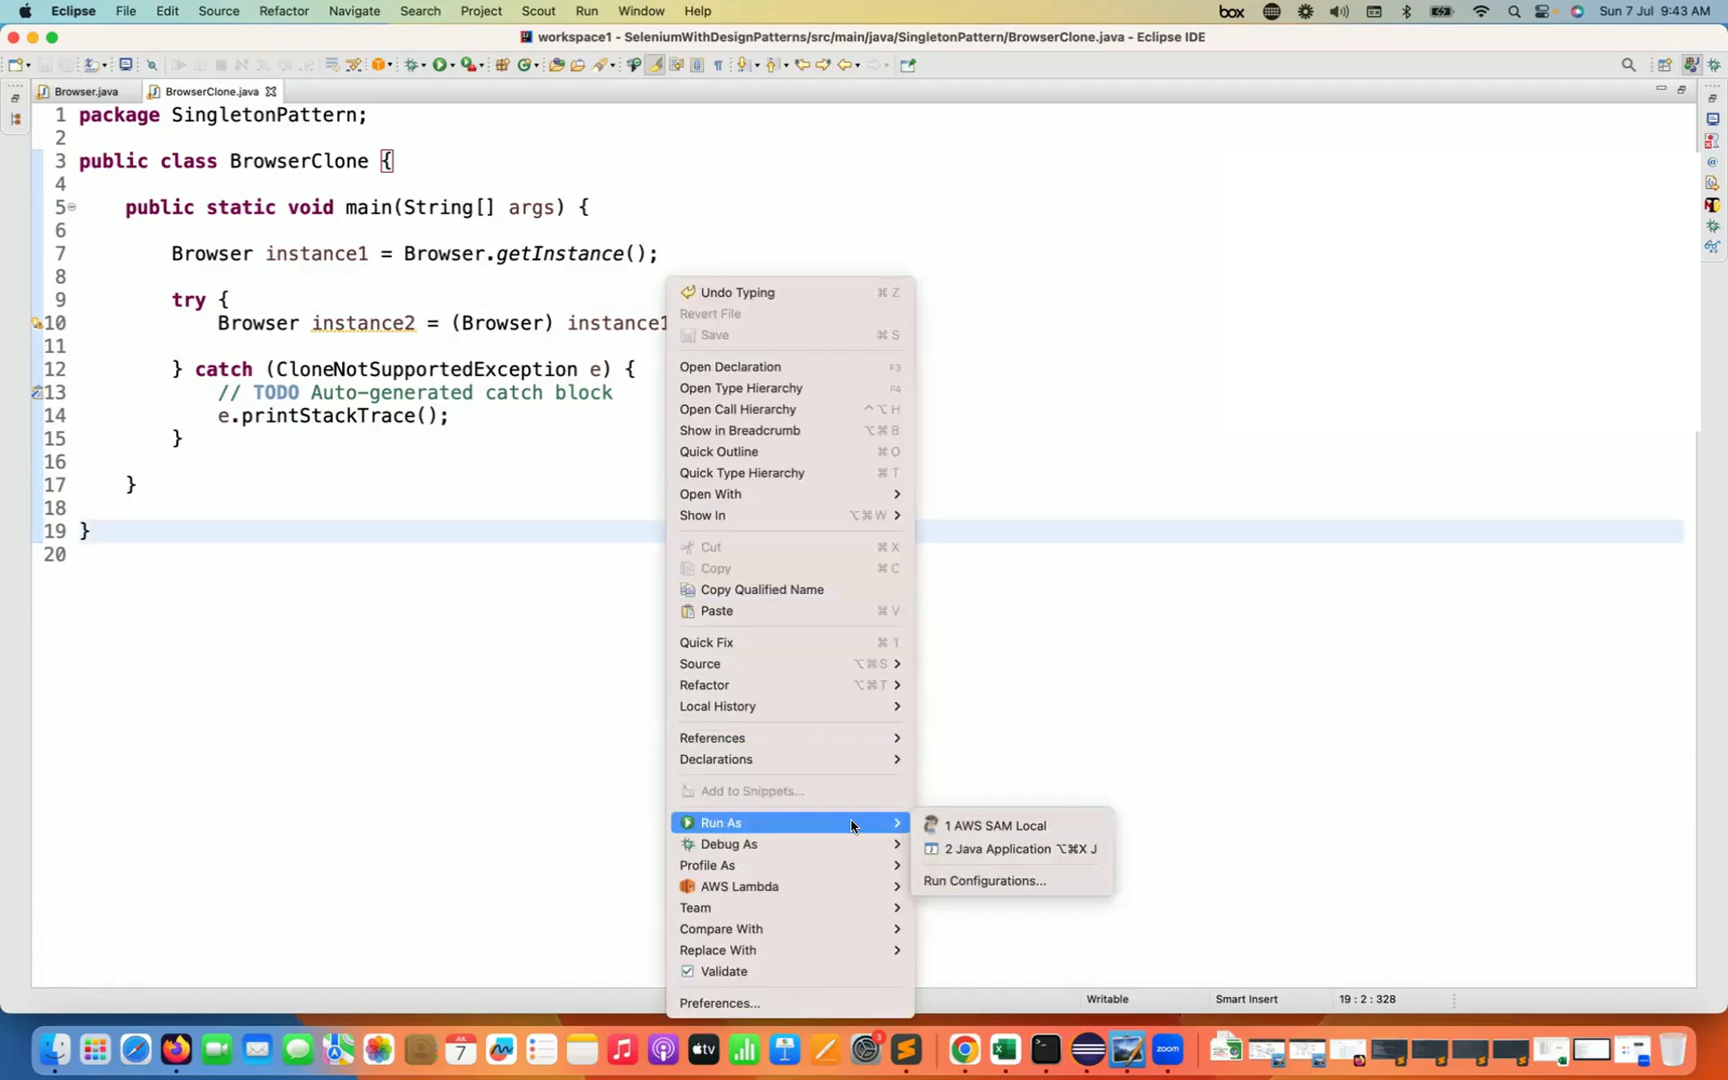 Eclipse File Edit Source Refactor Navigate Search Project Scout Run Window Help box Sun 7 Jul 9:43 AM
workspace1 - SeleniumWithDesignPatterns/src/main/java/SingletonPattern/BrowserClone.java - Eclipse IDE
Browser.java BrowserClone.java
1 package SingletonPattern;
2
3 public class BrowserClone {
4
5 public static void main(String[] args) {
6
7 Browser instance1 = Browser.getInstance();
8
9 try {
10 Browser instance2 = (Browser) instance1
11
12 } catch (CloneNotSupportedException e) {
13 // TODO Auto-generated catch block
14 e.printStackTrace();
15 }
16
17 }
18
19 }
20
Undo Typing ⌘ Z
Revert File
Save ⌘ S
Open Declaration F3
Open Type Hierarchy F4
Open Call Hierarchy ^⌥ H
Show in Breadcrumb ⌥⌘ B
Quick Outline ⌘ O
Quick Type Hierarchy ⌘ T
Open With
Show In ⌥⌘ W
Cut ⌘ X
Copy ⌘ C
Copy Qualified Name
Paste ⌘ V
Quick Fix ⌘ 1
Source ⌥⌘ S
Refactor ⌥⌘ T
Local History
References
Declarations
Add to Snippets...
Run As
Debug As
Profile As
AWS Lambda
Team
Compare With
Replace With
Validate
Preferences...
1 AWS SAM Local
2 Java Application ⌥⌘X J
Run Configurations...
Writable Smart Insert 19 : 2 : 328
JUL
7 tv 3 zoom